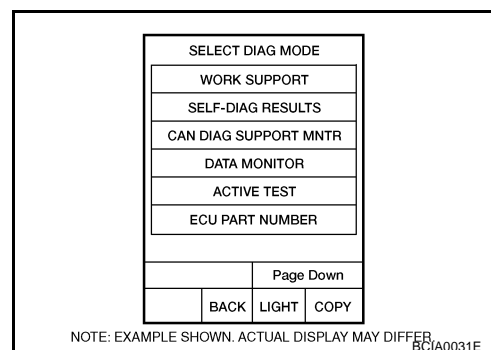 SELECT DIAG MODE
WORK SUPPORT
SELF-DIAG RESULTS
CAN DIAG SUPPORT MNTR
DATA MONITOR
ACTIVE TEST
ECU PART NUMBER
Page Down
BACK LIGHT COPY
NOTE: EXAMPLE SHOWN. ACTUAL DISPLAY MAY DIFFER.
BCIA0031E